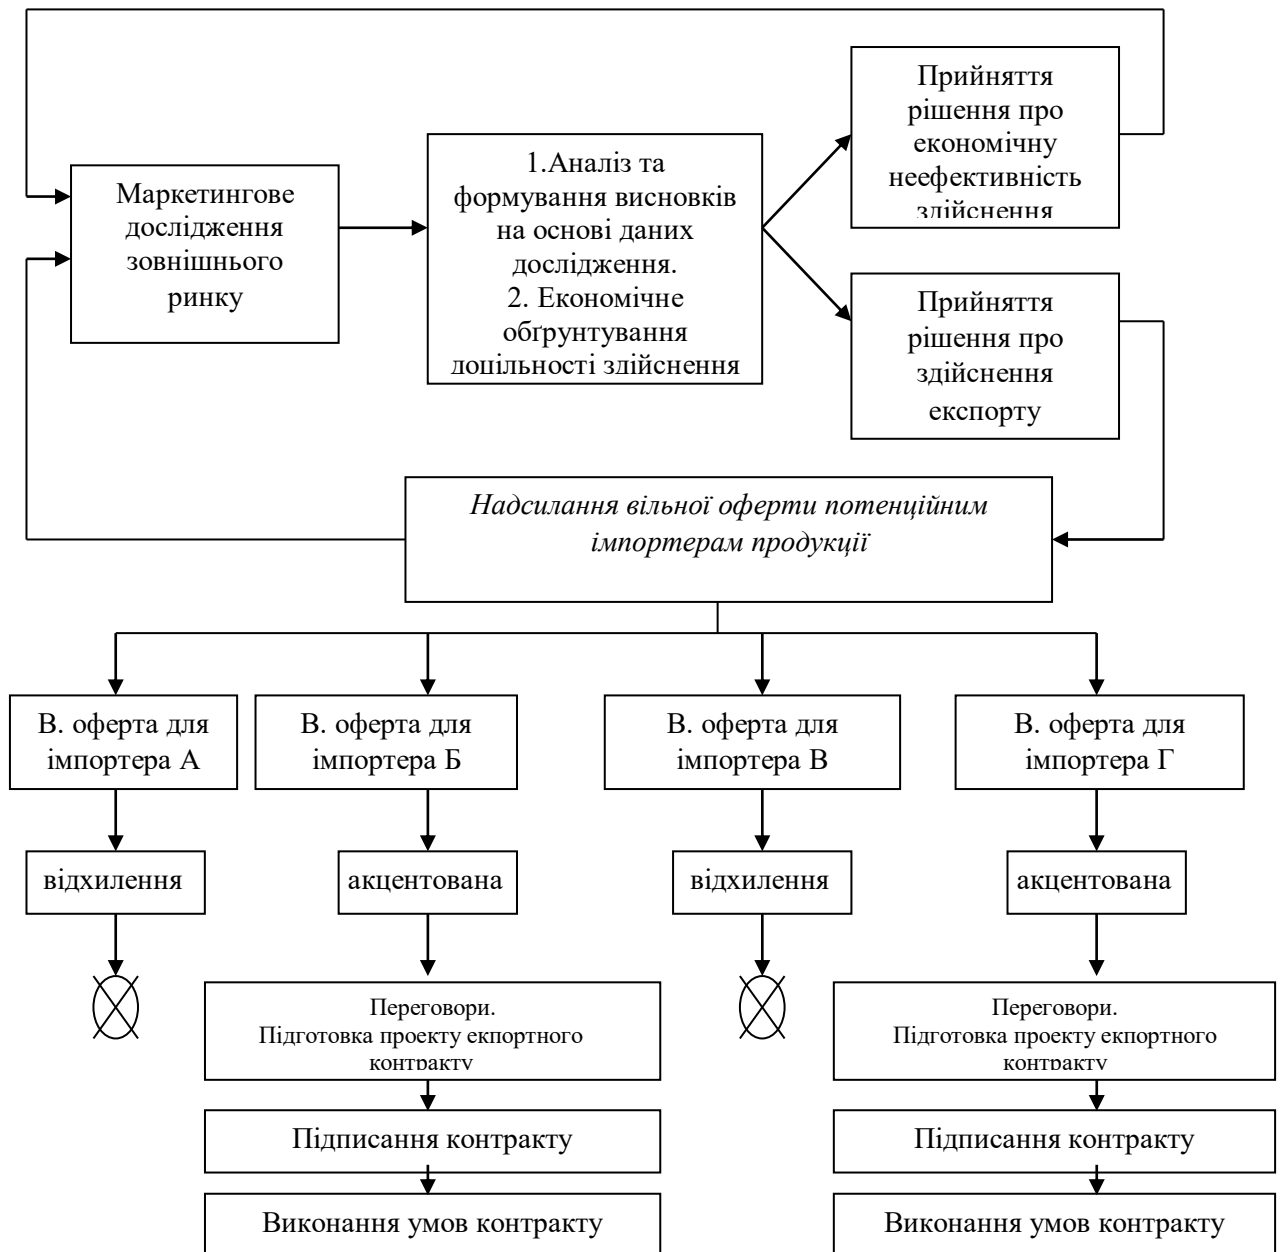 Прийняття
рішення про
економічну
неефективність
здійснення
Маркетингове
дослідження
зовнішнього
ринку
1.Аналіз та
формування висновків
на основі даних
дослідження.
2. Економічне
обґрунтування
доцільності здійснення
Прийняття
рішення про
здійснення
експорту
Надсилання вільної оферти потенційним
імпортерам продукції
В. оферта для
імпортера А
В. оферта для
імпортера Б
В. оферта для
імпортера В
В. оферта для
імпортера Г
відхилення
акцентована
відхилення
акцентована
Переговори.
Підготовка проекту екпортного
контракту
Переговори.
Підготовка проекту екпортного
контракту
Підписання контракту
Підписання контракту
Виконання умов контракту
Виконання умов контракту